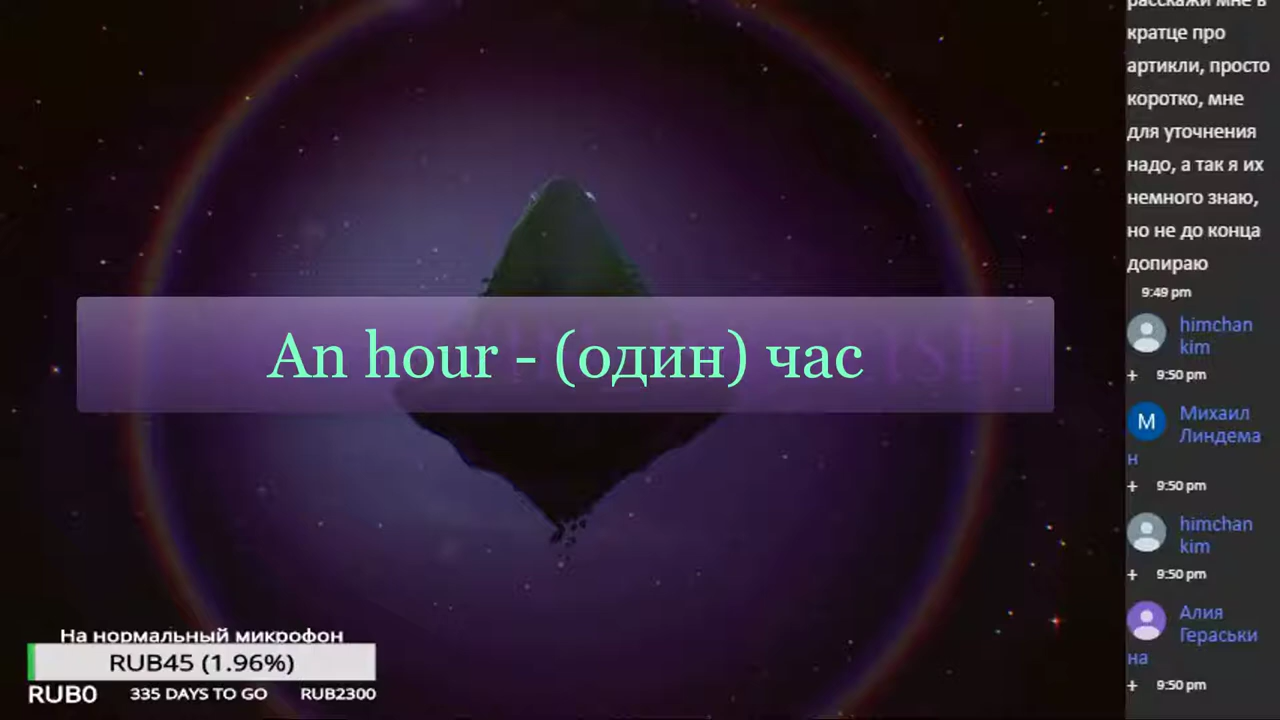 An hour - (один) час
На нормальный микрофон
RUB45 (1.96%)
RUB0 335 DAYS TO GO RUB2300
расскажи мне в
кратце про
артикли, просто
коротко, мне
для уточнения
надо, а так я их
немного знаю,
но не до конца
допираю
9:49 pm
himchan
kim
+ 9:50 pm
М
Михаил
Линдема
н
+ 9:50 pm
himchan
kim
+ 9:50 pm
Алия
Гераськи
на
+ 9:50 pm